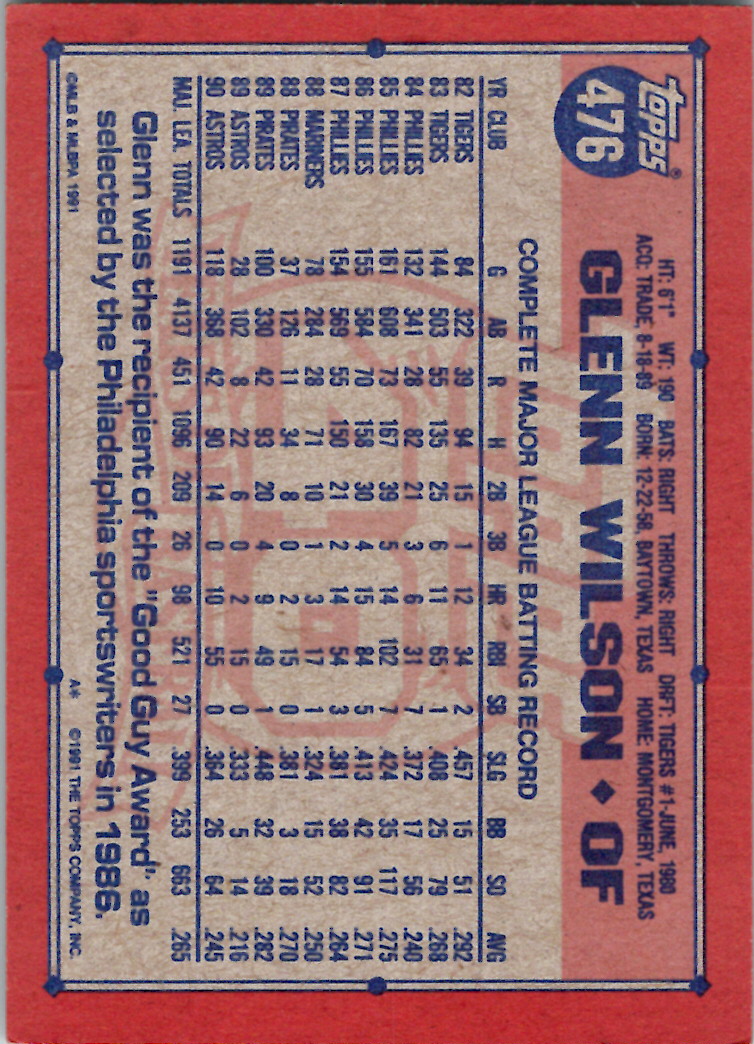 Topps®
476
HT: 6'1" WT: 190 BATS: RIGHT THROWS: RIGHT DRFT: TIGERS #1-JUNE, 1980
ACQ: TRADE, 8-18-89 BORN: 12-22-58, BAYTOWN, TEXAS HOME: MONTGOMERY, TEXAS
GLENN WILSON ♦ OF
COMPLETE MAJOR LEAGUE BATTING RECORD
YR CLUB G AB R H 2B 3B HR RBI SB SLG BB SO AVG
82 TIGERS 84 322 39 94 15 1 12 34 2 .457 15 51 .292
83 TIGERS 144 503 55 135 25 6 11 65 1 .408 25 79 .268
84 PHILLIES 132 341 28 82 21 3 6 31 7 .372 17 56 .240
85 PHILLIES 161 608 73 167 39 5 14 102 7 .424 35 117 .275
86 PHILLIES 155 584 70 158 30 4 15 84 5 .413 42 91 .271
87 PHILLIES 154 569 55 150 21 2 14 54 3 .381 38 82 .264
88 MARINERS 78 284 28 71 10 1 3 17 1 .324 15 52 .250
88 PIRATES 37 126 11 34 8 0 2 15 0 .381 3 18 .270
89 PIRATES 100 330 42 93 20 4 9 49 1 .448 32 39 .282
89 ASTROS 28 102 8 22 6 0 2 15 0 .333 5 14 .216
90 ASTROS 118 368 42 90 14 0 10 55 0 .364 26 64 .245
MAJ. LEA. TOTALS 1191 4137 451 1096 209 26 98 521 27 .389 253 663 .265
Glenn was the recipient of the "Good Guy Award" as
selected by the Philadelphia sportswriters in 1986.
©MLB & MLBPA 1991 A* ©1991 THE TOPPS COMPANY, INC.